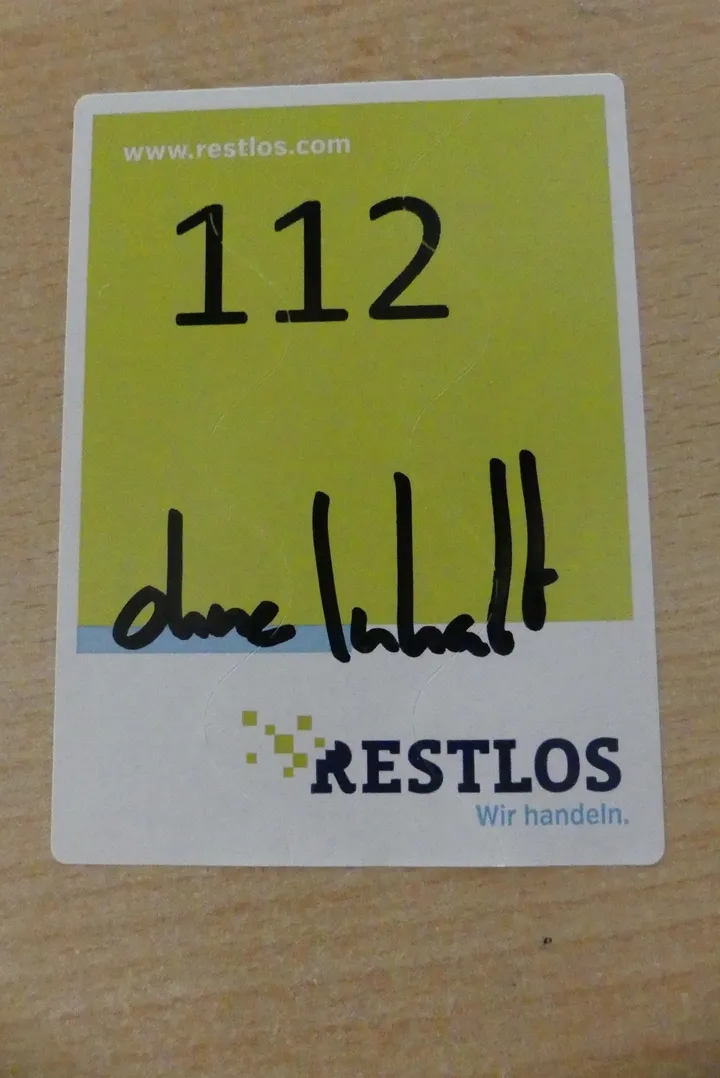 www.restlos.com
112
ohne Inhalt
RESTLOS
Wir handeln.